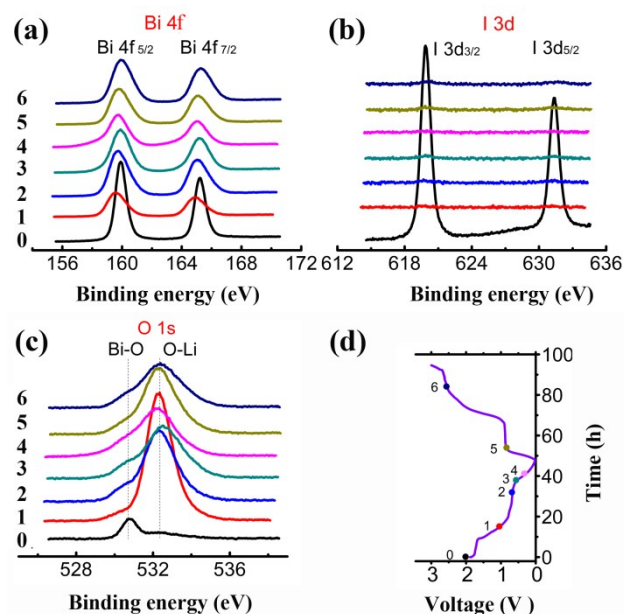 (a)
Bi 4f
Bi 4f 5/2 Bi 4f 7/2
6
5
4
3
2
1
0
156 160 164 168 172
Binding energy (eV)
(b)
I 3d
I 3d3/2 I 3d5/2
612 618 624 630 636
Binding energy (eV)
(c)
O 1s
Bi-O O-Li
6
5
4
3
2
1
0
528 532 536
Binding energy (eV)
(d)
100
80
60
40
20
0
Time (h)
6
5
4
3
2
1
0
3 2 1 0
Voltage (V )